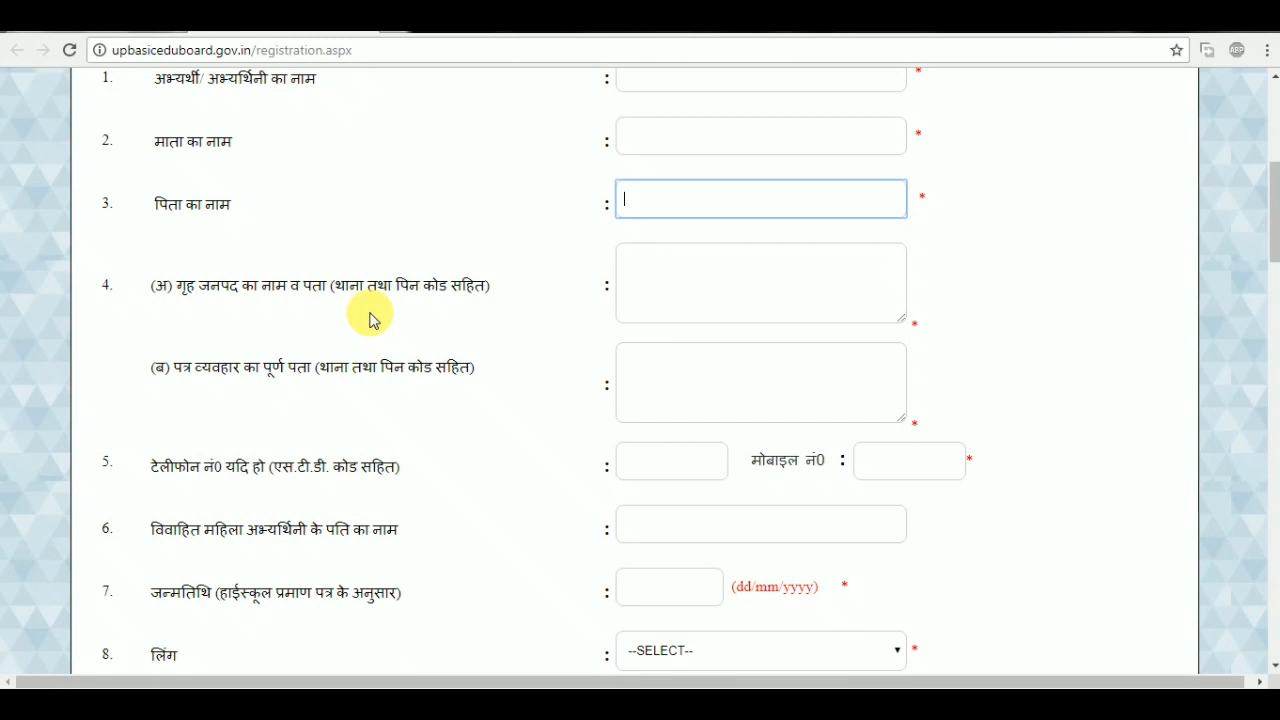 upbasiceduboard.gov.in/registration.aspx
ABP
1. अभ्यर्थी/ अभ्यर्थिनी का नाम : *
2. माता का नाम : *
3. पिता का नाम : *
4. (अ) गृह जनपद का नाम व पता (थाना तथा पिन कोड सहित) : *
(ब) पत्र व्यवहार का पूर्ण पता (थाना तथा पिन कोड सहित) : *
5. टेलीफोन नं0 यदि हो (एस.टी.डी. कोड सहित) : मोबाइल नं0 : *
6. विवाहित महिला अभ्यर्थिनी के पति का नाम :
7. जन्मतिथि (हाईस्कूल प्रमाण पत्र के अनुसार) : (dd/mm/yyyy) *
8. लिंग : --SELECT-- *